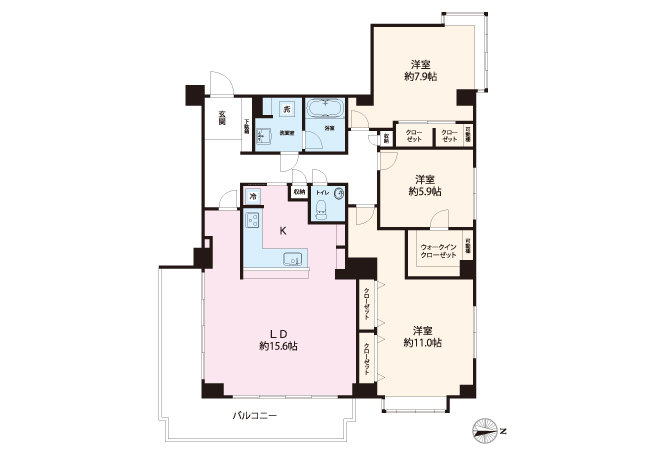 洋室
約7.9帖
玄関
下駄箱
洗
洗面室
浴室
収納
クロー
ゼット
クロー
ゼット
可動棚
洋室
約5.9帖
冷
収納
トイレ
K
ウォークイン
クローゼット
可動棚
クローゼット
LD
約15.6帖
洋室
約11.0帖
クローゼット
バルコニー
N